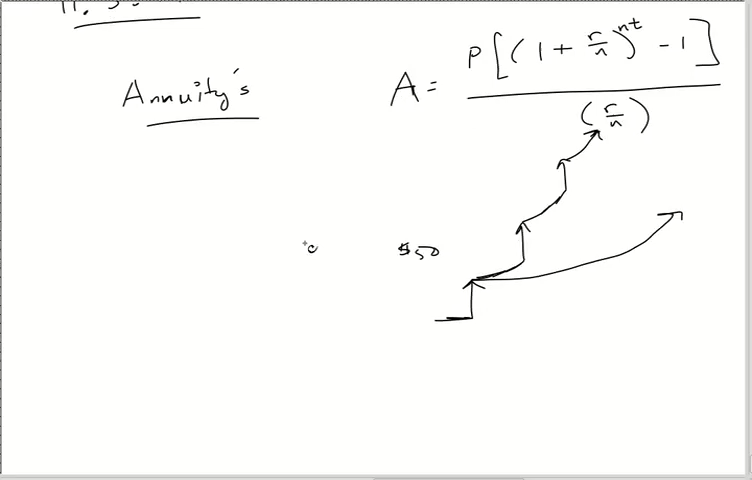 Annuity's
A = P[(1 + r/n)^nt - 1] / (r/n)
$50